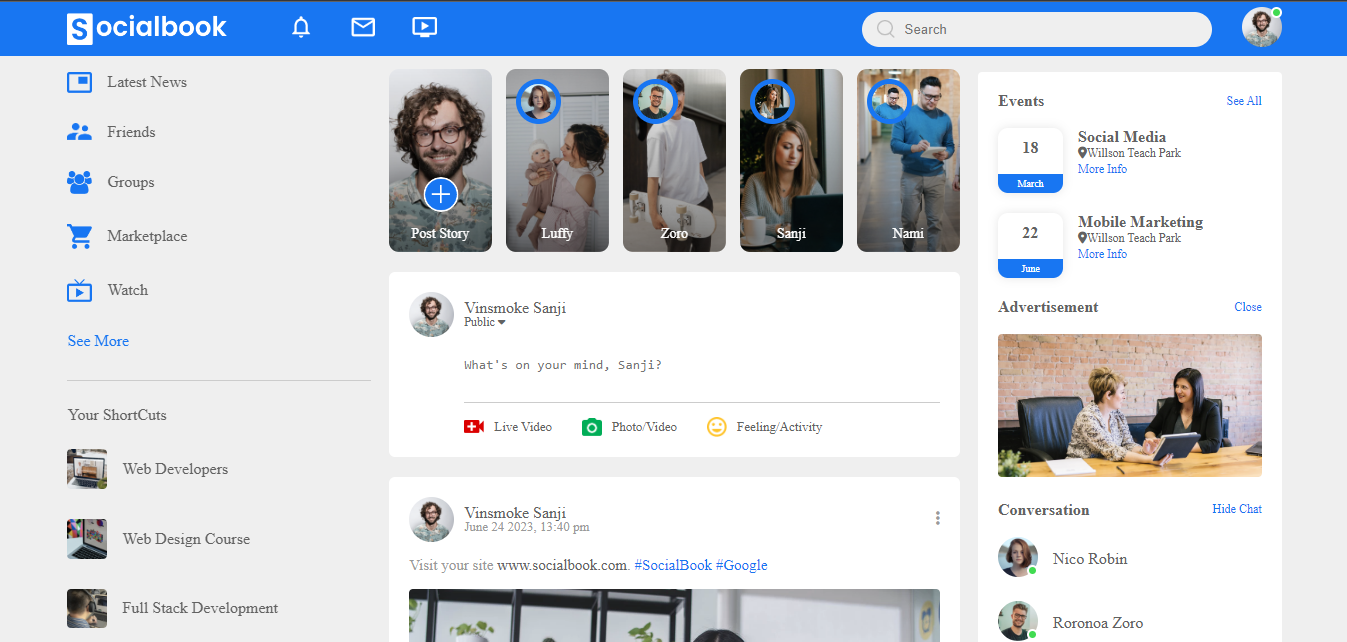 Socialbook
Search
Latest News
Friends
Groups
Marketplace
Watch
See More
Your ShortCuts
Web Developers
Web Design Course
Full Stack Development
Post Story
Luffy
Zoro
Sanji
Nami
Vinsmoke Sanji
Public
What's on your mind, Sanji?
Live Video
Photo/Video
Feeling/Activity
Vinsmoke Sanji
June 24 2023, 13:40 pm
Visit your site www.socialbook.com. #SocialBook #Google
Events
See All
18
March
Social Media
Willson Teach Park
More Info
22
June
Mobile Marketing
Willson Teach Park
More Info
Advertisement
Close
Conversation
Hide Chat
Nico Robin
Roronoa Zoro